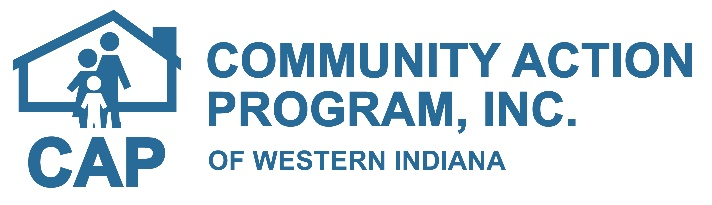 COMMUNITY ACTION
PROGRAM, INC.
OF WESTERN INDIANA
CAP